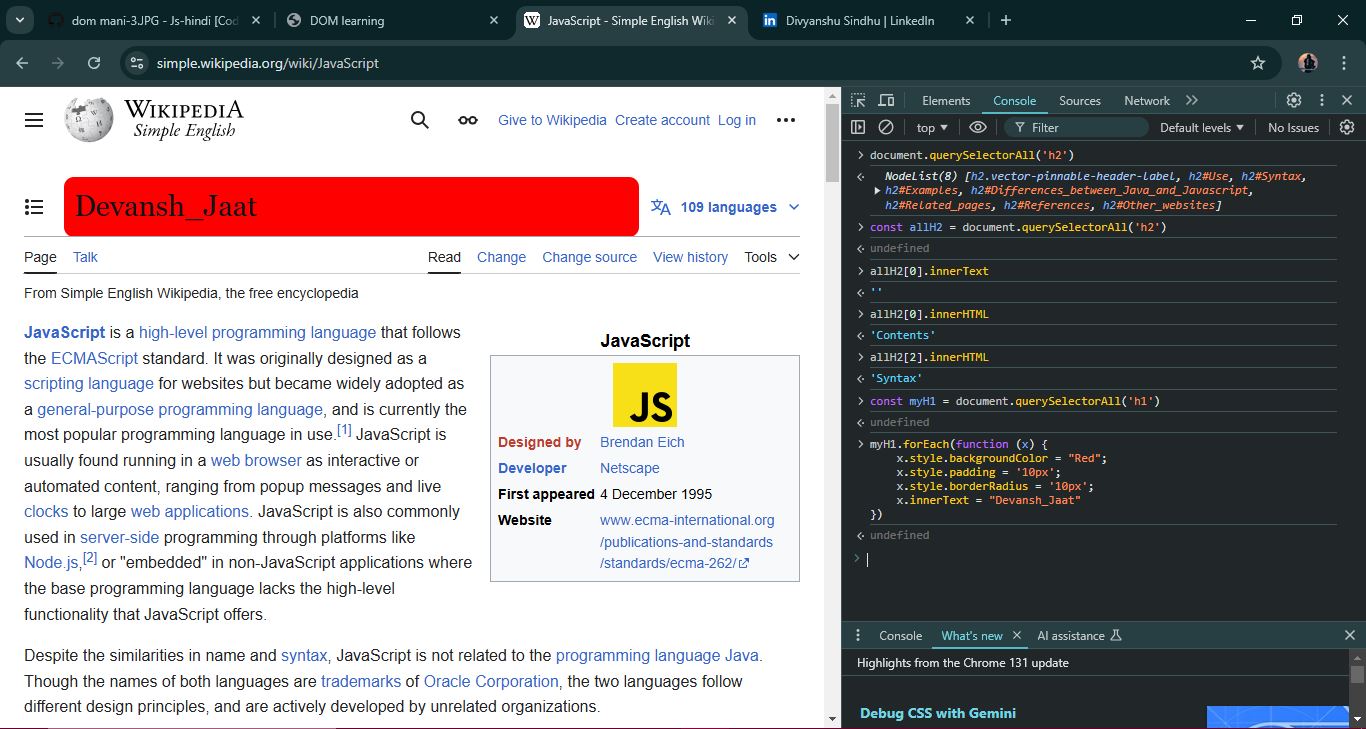 dom mani-3.JPG - Js-hindi [Cod
DOM learning
JavaScript - Simple English Wiki
Divyanshu Sindhu | LinkedIn
simple.wikipedia.org/wiki/JavaScript
WIKIPEDIA
Simple English
Give to Wikipedia Create account Log in
Devansh_Jaat
109 languages
Page Talk Read Change Change source View history Tools
From Simple English Wikipedia, the free encyclopedia
JavaScript is a high-level programming language that follows
the ECMAScript standard. It was originally designed as a
scripting language for websites but became widely adopted as
a general-purpose programming language, and is currently the
most popular programming language in use.[1] JavaScript is
usually found running in a web browser as interactive or
automated content, ranging from popup messages and live
clocks to large web applications. JavaScript is also commonly
used in server-side programming through platforms like
Node.js,[2] or "embedded" in non-JavaScript applications where
the base programming language lacks the high-level
functionality that JavaScript offers.
JavaScript
JS
Designed by Brendan Eich
Developer Netscape
First appeared 4 December 1995
Website www.ecma-international.org
/publications-and-standards
/standards/ecma-262/
Despite the similarities in name and syntax, JavaScript is not related to the programming language Java.
Though the names of both languages are trademarks of Oracle Corporation, the two languages follow
different design principles, and are actively developed by unrelated organizations.
Elements Console Sources Network
top Filter Default levels No Issues
document.querySelectorAll('h2')
NodeList(8) [h2.vector-pinnable-header-label, h2#Use, h2#Syntax,
h2#Examples, h2#Differences_between_Java_and_Javascript,
h2#Related_pages, h2#References, h2#Other_websites]
const allH2 = document.querySelectorAll('h2')
undefined
allH2[0].innerText
''
allH2[0].innerHTML
'Contents'
allH2[2].innerHTML
'Syntax'
const myH1 = document.querySelectorAll('h1')
undefined
myH1.forEach(function (x) {
x.style.backgroundColor = "Red";
x.style.padding = '10px';
x.style.borderRadius = '10px';
x.innerText = "Devansh_Jaat"
})
undefined
Console What's new AI assistance
Highlights from the Chrome 131 update
Debug CSS with Gemini